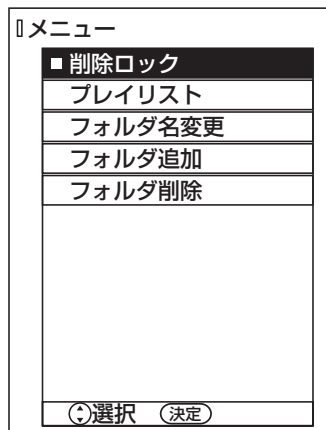 メニュー
削除ロック
プレイリスト
フォルダ名変更
フォルダ追加
フォルダ削除
選択 決定